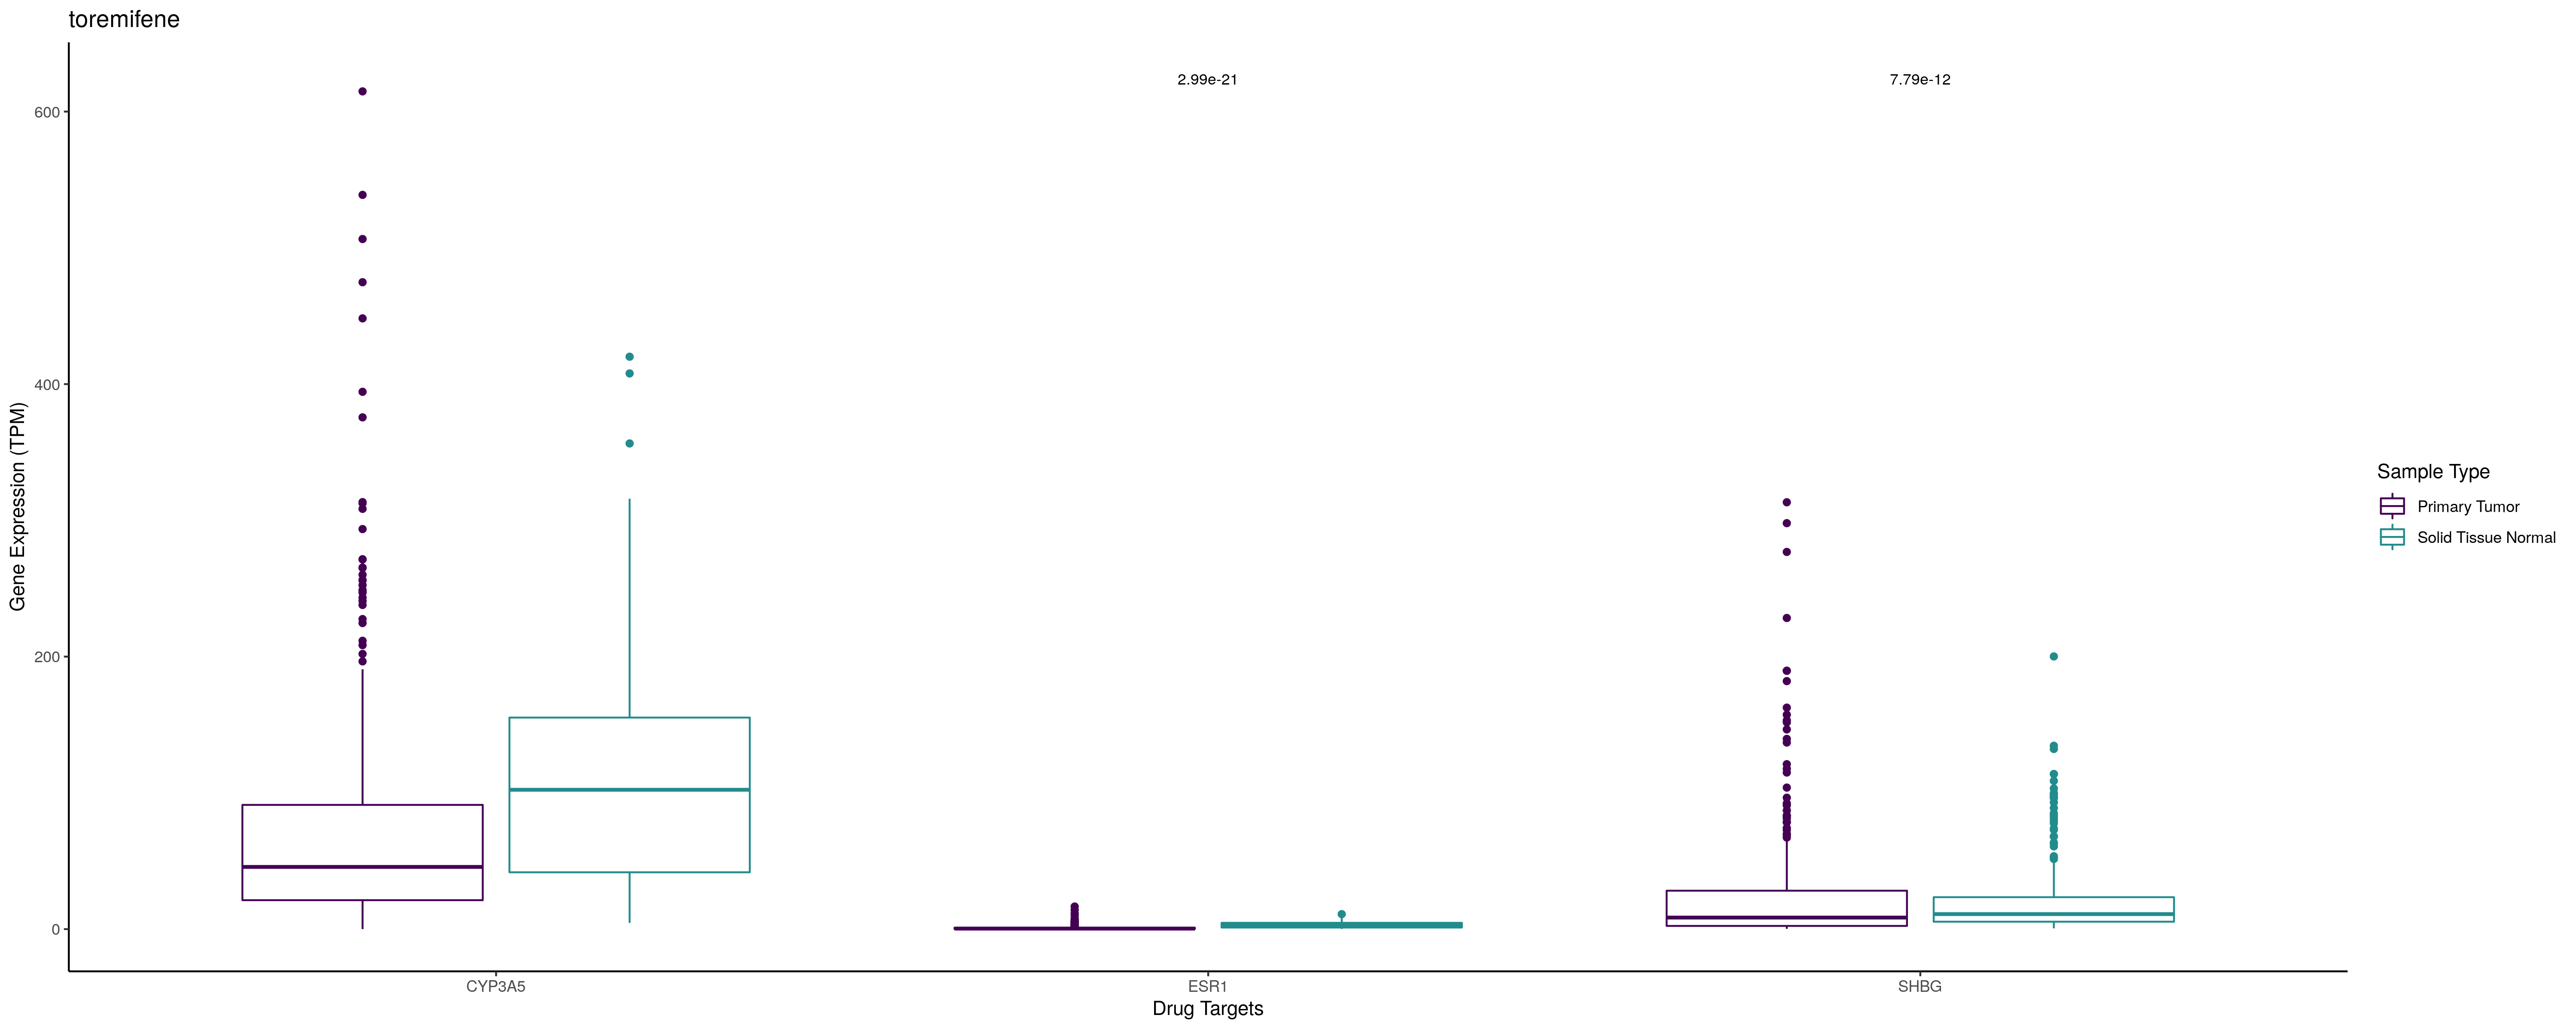 toremifene
2.99e-21
7.79e-12
600
400
200
0
Gene Expression (TPM)
CYP3A5
ESR1
SHBG
Drug Targets
Sample Type
Primary Tumor
Solid Tissue Normal